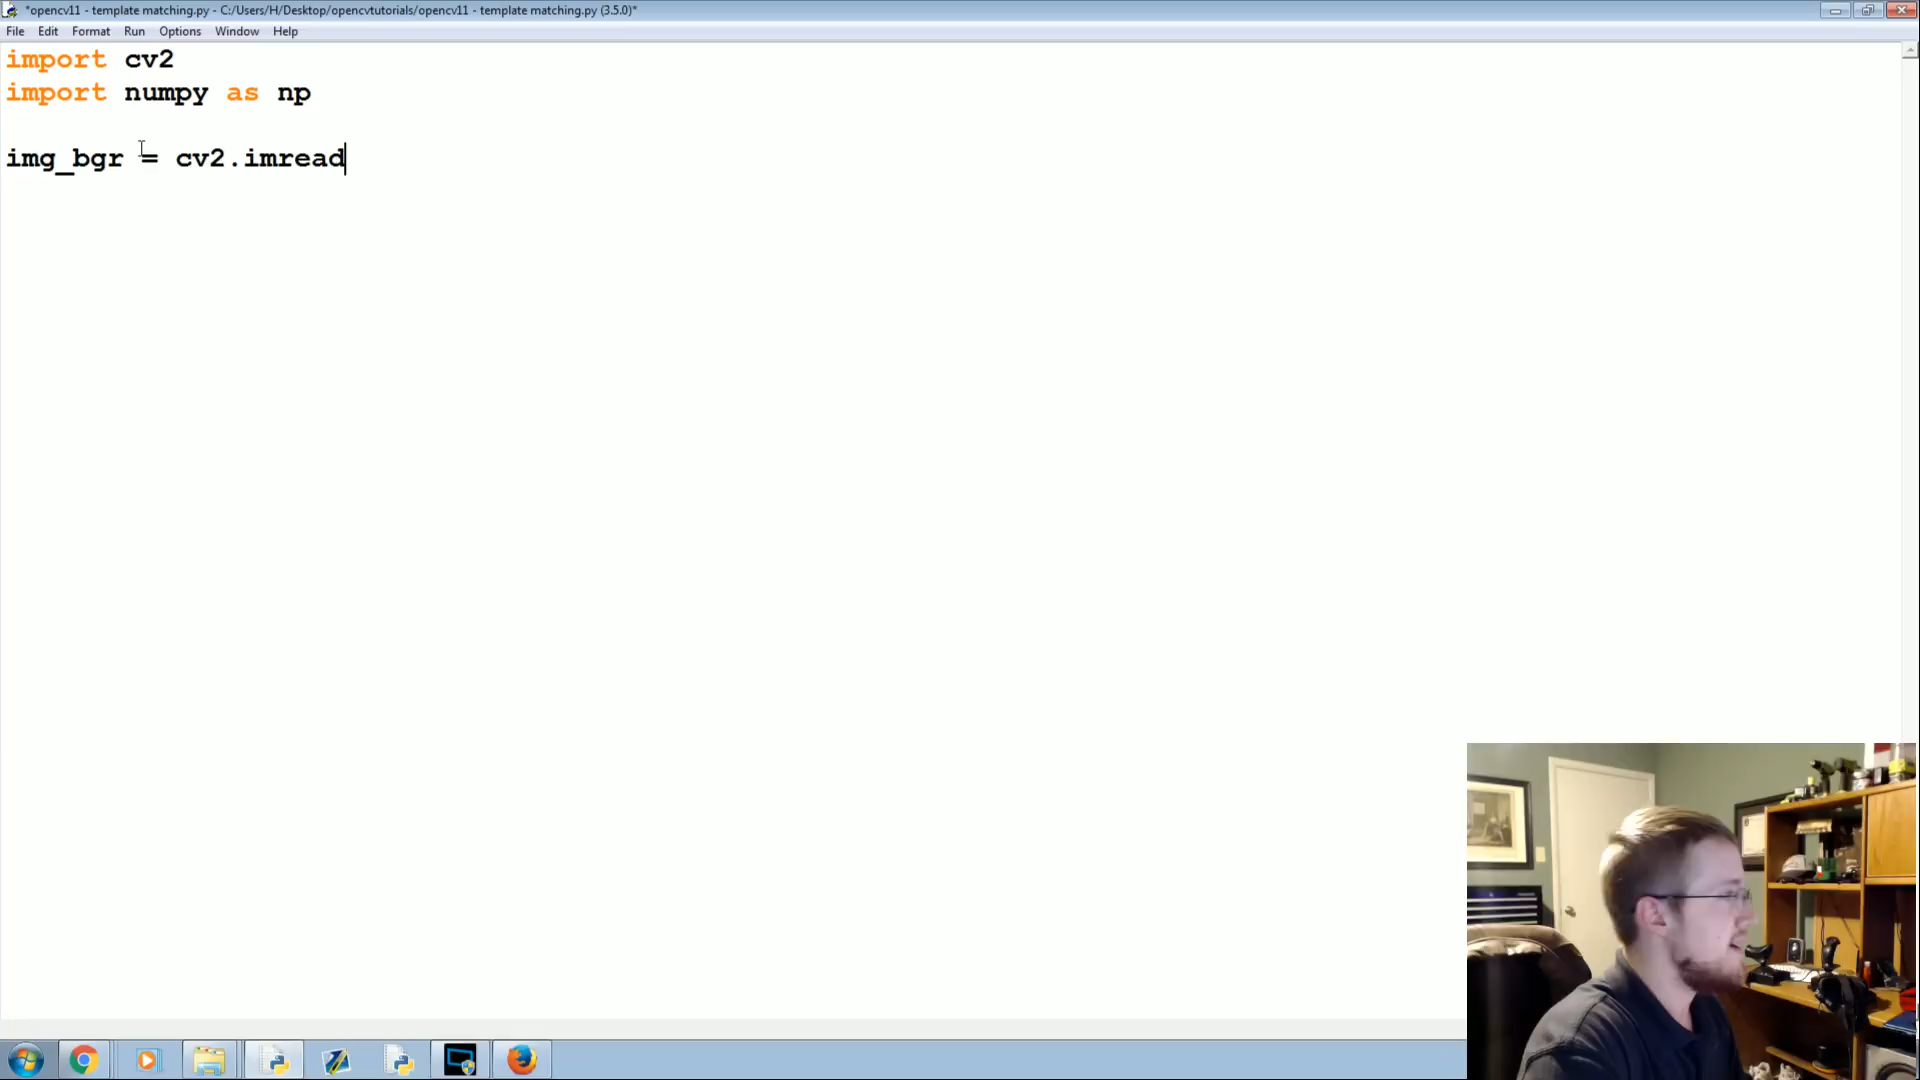 *opencv11 - template matching.py - C:/Users/H/Desktop/opencvtutorials/opencv11 - template matching.py (3.5.0)*
File Edit Format Run Options Window Help
import cv2
import numpy as np
img_bgr = cv2.imread